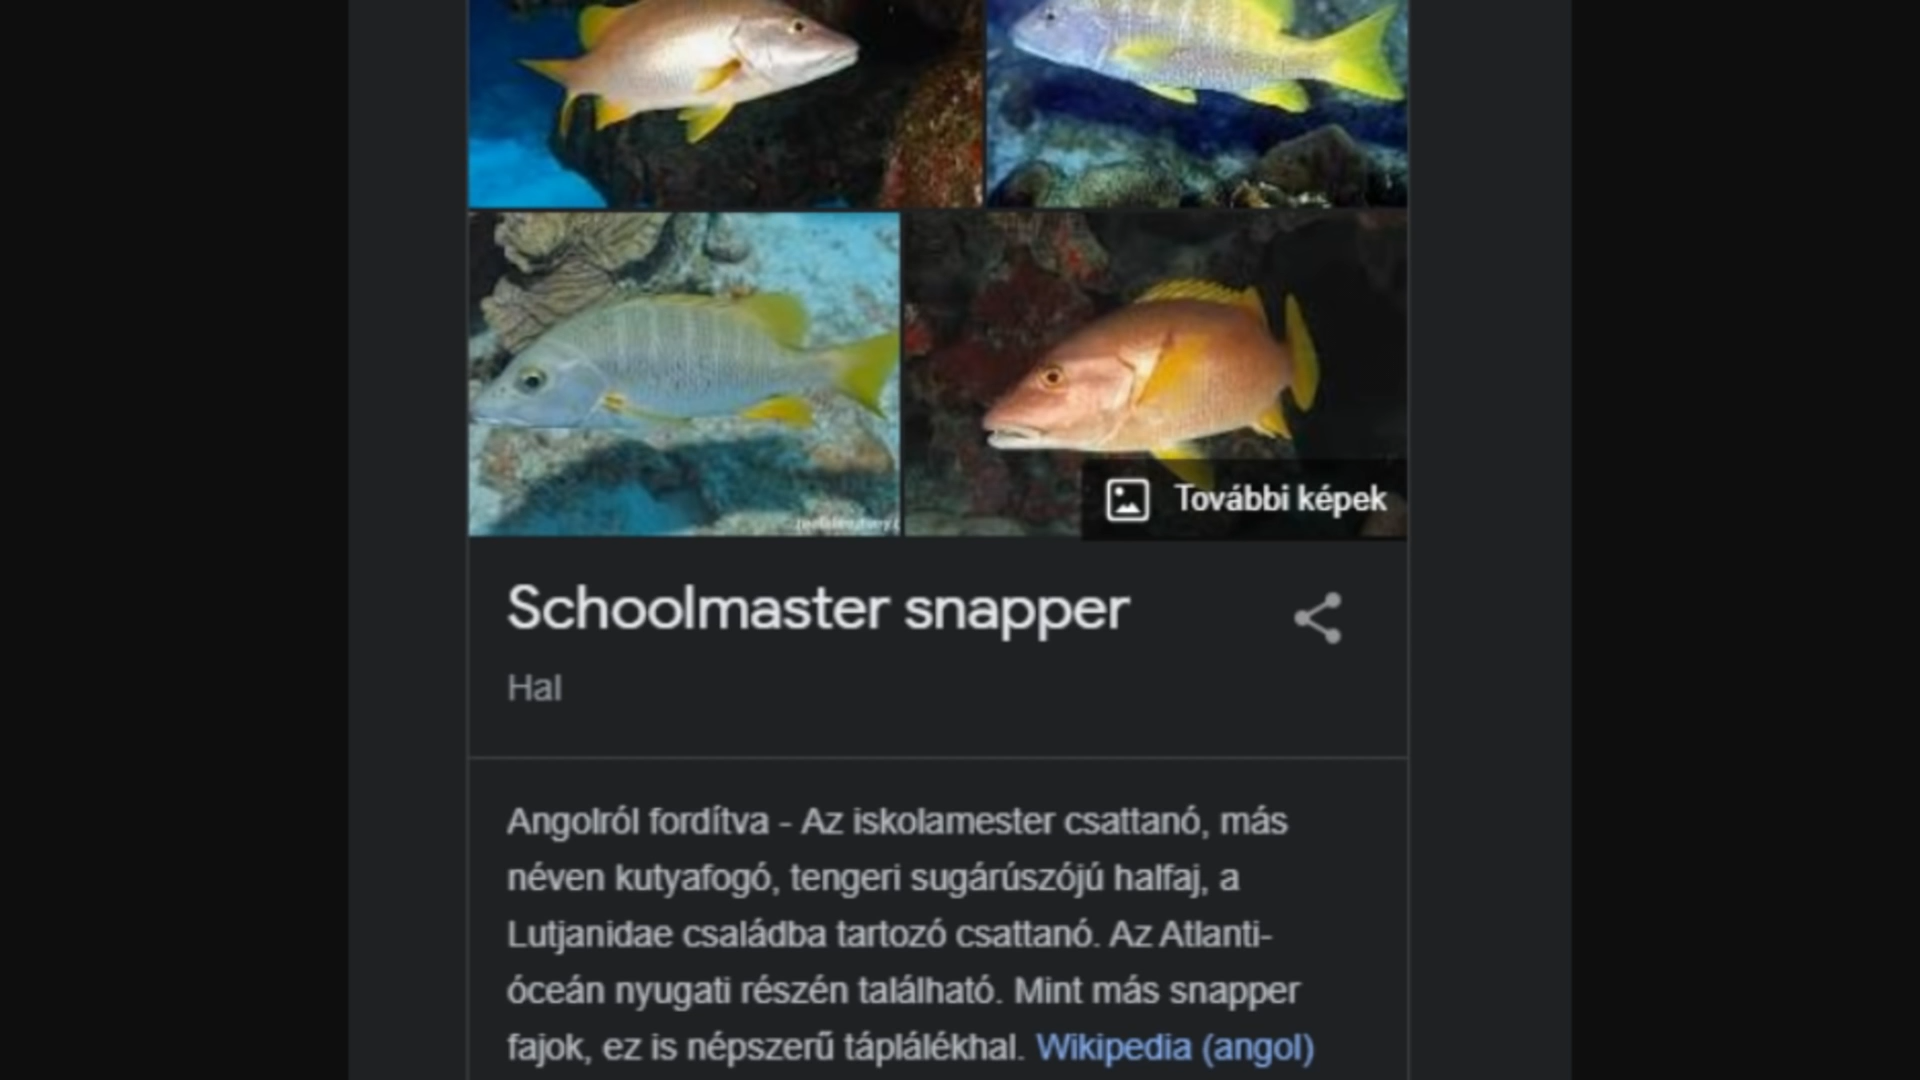 További képek
Schoolmaster snapper
Hal
Angolról fordítva - Az iskolamester csattanó, más
néven kutyafogó, tengeri sugárúszójú halfaj, a
Lutjanidae családba tartozó csattanó. Az Atlanti-
óceán nyugati részén található. Mint más snapper
fajok, ez is népszerű táplálékhal. Wikipedia (angol)